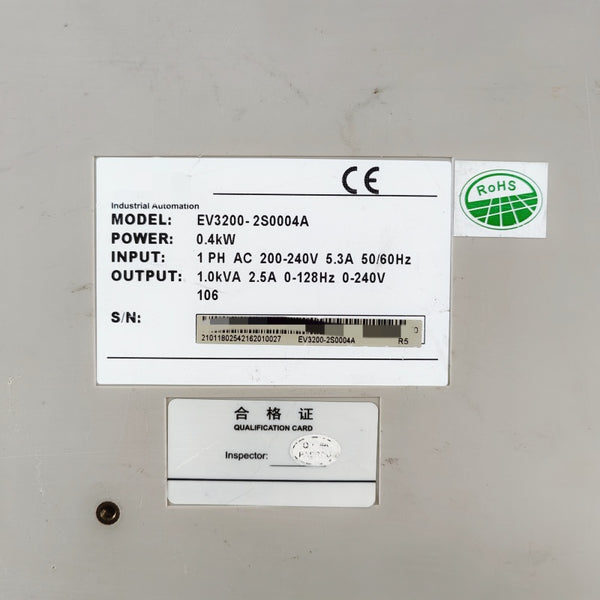 CE
RoHS
Industrial Automation
MODEL: EV3200-2S0004A
POWER: 0.4kW
INPUT: 1 PH AC 200-240V 5.3A 50/60Hz
OUTPUT: 1.0kVA 2.5A 0-128Hz 0-240V
106
S/N:
21011802542162010027 EV3200-2S0004A R5
合格证
QUALIFICATION CARD
Inspector: